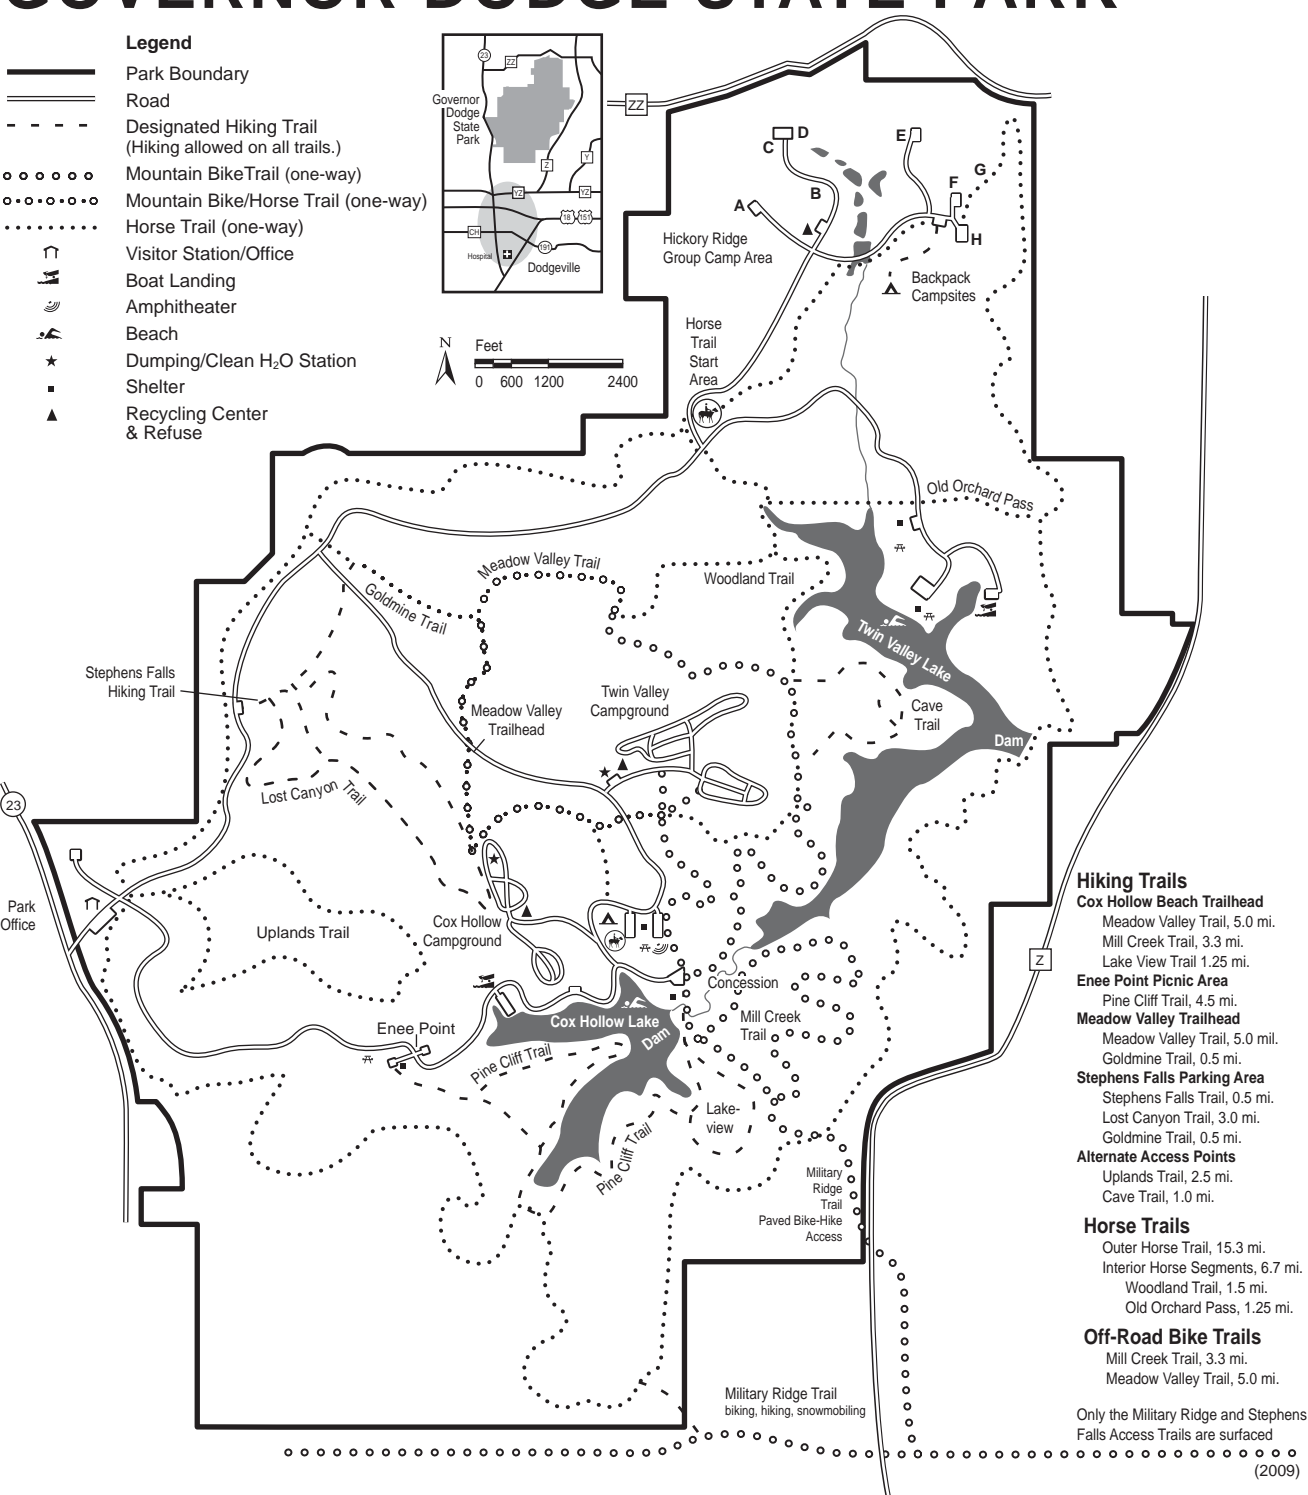 GOVERNOR DODGE STATE PARK
Legend
Park Boundary
Road
Designated Hiking Trail
(Hiking allowed on all trails.)
Mountain BikeTrail (one-way)
Mountain Bike/Horse Trail (one-way)
Horse Trail (one-way)
Visitor Station/Office
Boat Landing
Amphitheater
Beach
Dumping/Clean H₂O Station
Shelter
Recycling Center
& Refuse
23
ZZ
Governor
Dodge
State
Park
Z
Y
YZ
YZ
18
151
CH
191
Hospital
Dodgeville
N
Feet
0 600 1200 2400
ZZ
D
C
E
B
A
F
G
H
Hickory Ridge
Group Camp Area
Backpack
Campsites
Horse
Trail
Start
Area
Old Orchard Pass
Meadow Valley Trail
Woodland Trail
Goldmine Trail
Twin Valley Lake
Stephens Falls
Hiking Trail
Twin Valley
Campground
Meadow Valley
Trailhead
Cave
Trail
Dam
Lost Canyon Trail
23
Park
Office
Uplands Trail
Cox Hollow
Campground
Concession
Z
Cox Hollow Lake
Mill Creek
Trail
Dam
Enee Point
Pine Cliff Trail
Lake-
view
Pine Cliff Trail
Military
Ridge
Trail
Paved Bike-Hike
Access
Military Ridge Trail
biking, hiking, snowmobiling
Hiking Trails
Cox Hollow Beach Trailhead
Meadow Valley Trail, 5.0 mi.
Mill Creek Trail, 3.3 mi.
Lake View Trail 1.25 mi.
Enee Point Picnic Area
Pine Cliff Trail, 4.5 mi.
Meadow Valley Trailhead
Meadow Valley Trail, 5.0 mil.
Goldmine Trail, 0.5 mi.
Stephens Falls Parking Area
Stephens Falls Trail, 0.5 mi.
Lost Canyon Trail, 3.0 mi.
Goldmine Trail, 0.5 mi.
Alternate Access Points
Uplands Trail, 2.5 mi.
Cave Trail, 1.0 mi.
Horse Trails
Outer Horse Trail, 15.3 mi.
Interior Horse Segments, 6.7 mi.
Woodland Trail, 1.5 mi.
Old Orchard Pass, 1.25 mi.
Off-Road Bike Trails
Mill Creek Trail, 3.3 mi.
Meadow Valley Trail, 5.0 mi.
Only the Military Ridge and Stephens
Falls Access Trails are surfaced
(2009)